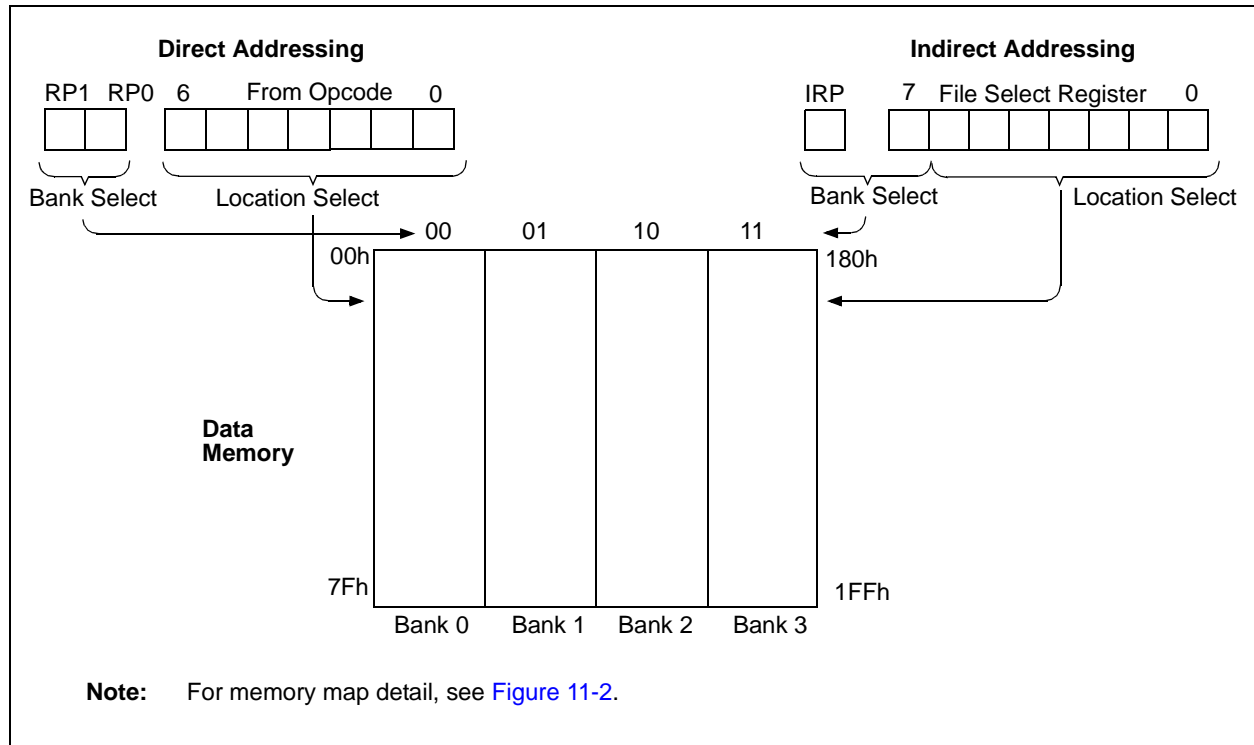 Direct Addressing
Indirect Addressing
RP1 RP0 6 From Opcode 0
IRP 7 File Select Register 0
Bank Select Location Select
Bank Select Location Select
00 01 10 11
00h
180h
Data
Memory
7Fh
1FFh
Bank 0 Bank 1 Bank 2 Bank 3
Note: For memory map detail, see Figure 11-2.